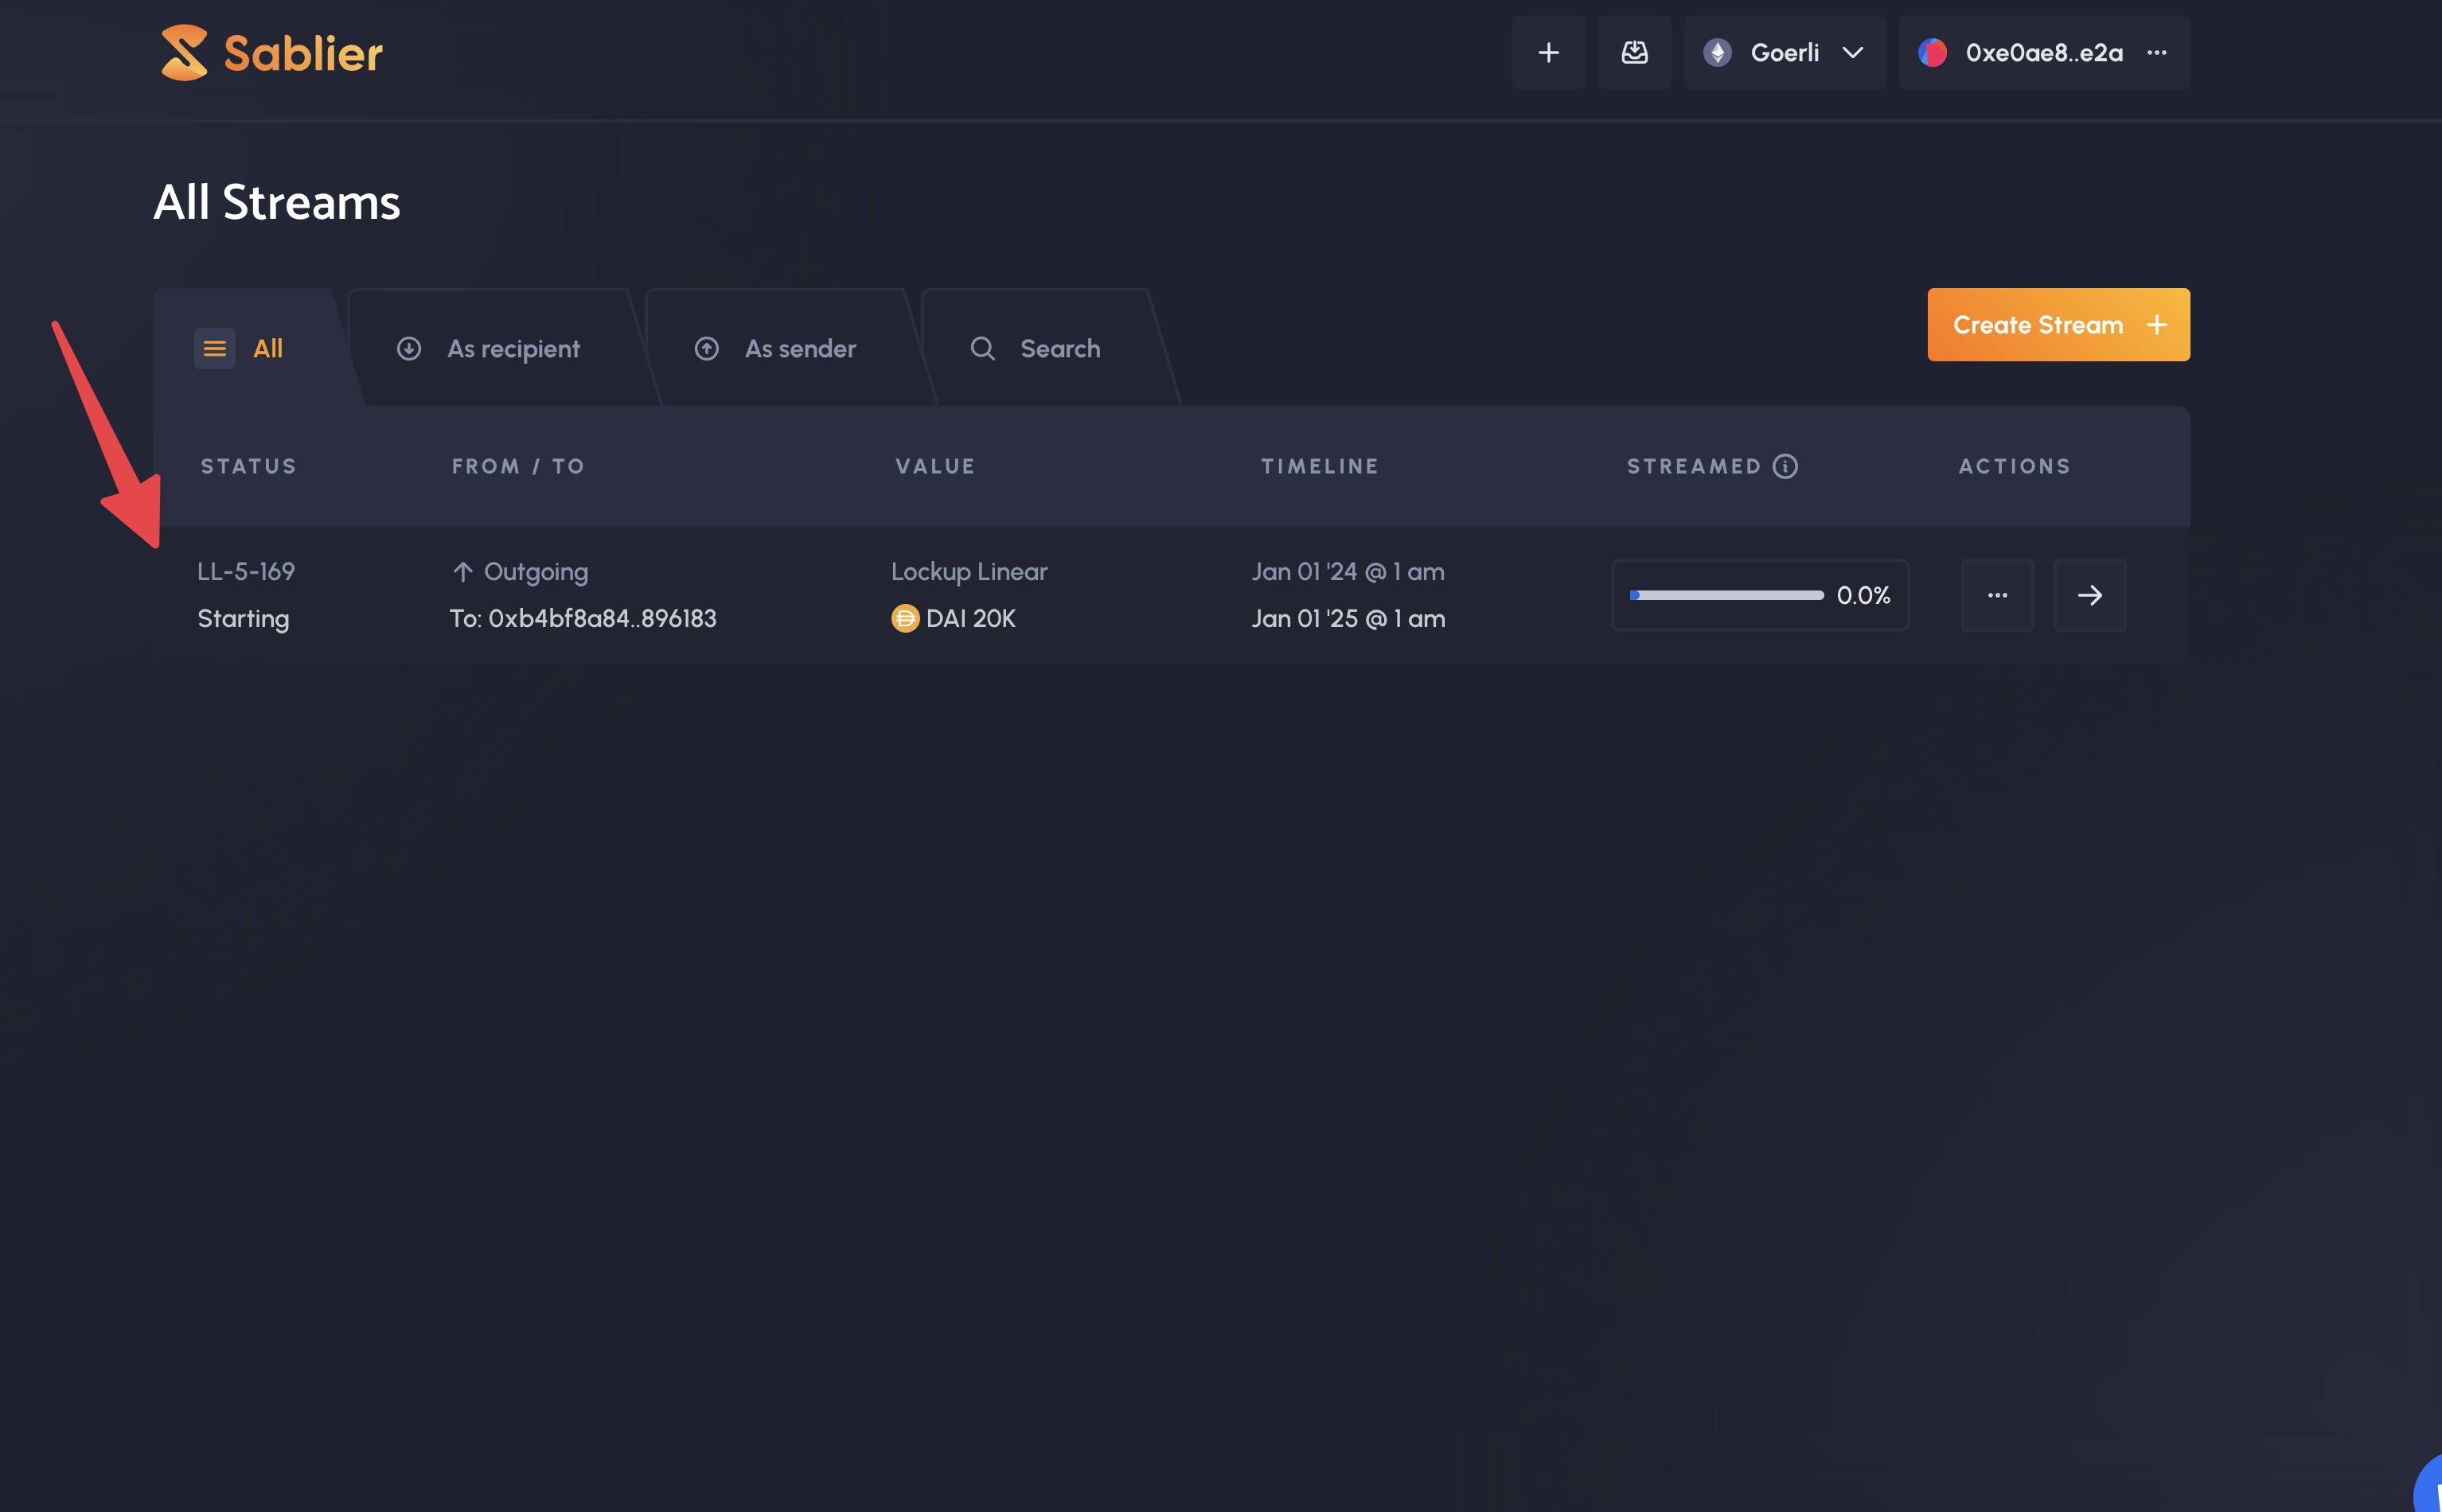 Sablier
Goerli
0xe0ae8..e2a
All Streams
All
As recipient
As sender
Search
Create Stream
STATUS
FROM / TO
VALUE
TIMELINE
STREAMED
ACTIONS
LL-5-169
Outgoing
Lockup Linear
Jan 01 '24 @ 1 am
Starting
To: 0xb4bf8a84..896183
DAI 20K
Jan 01 '25 @ 1 am
0.0%